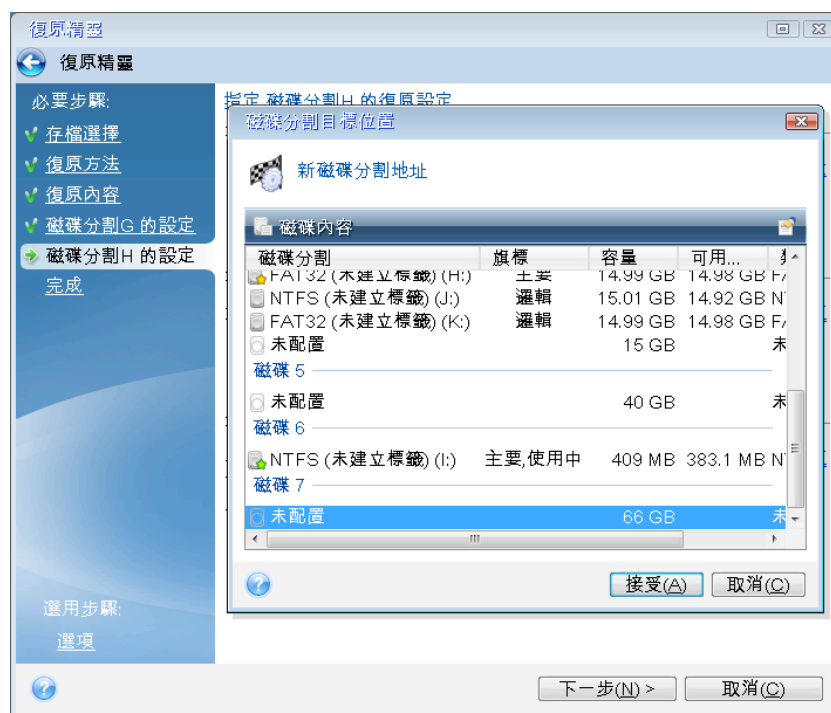 復原精靈
復原精靈
必要步驟:
存檔選擇
復原方法
復原內容
磁碟分割G 的設定
磁碟分割H 的設定
完成
選用步驟:
選項
指定 磁碟分割H 的復原設定
磁碟分割目標位置
新磁碟分割地址
磁碟內容
磁碟分割 旗標 容量 可用...
FAT32 (未建立標籤) (H:) 主要 14.99 GB 14.98 GB F
NTFS (未建立標籤) (J:) 邏輯 15.01 GB 14.92 GB N
FAT32 (未建立標籤) (K:) 邏輯 14.99 GB 14.98 GB F
未配置 15 GB 未
磁碟 5
未配置 40 GB 未
磁碟 6
NTFS (未建立標籤) (I:) 主要,使用中 409 MB 383.1 MB N
磁碟 7
未配置 66 GB 未
接受(A) 取消(C)
下一步(N) > 取消(C)